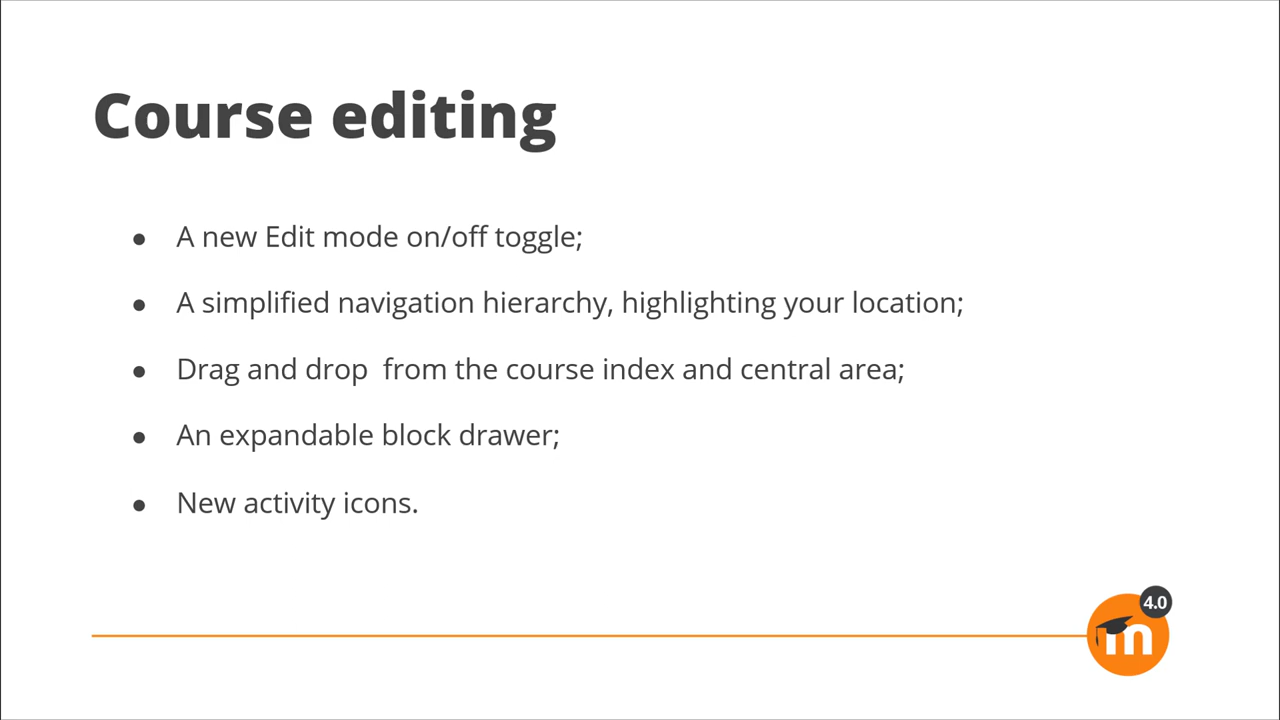 Course editing
● A new Edit mode on/off toggle;
● A simplified navigation hierarchy, highlighting your location;
● Drag and drop  from the course index and central area;
● An expandable block drawer;
● New activity icons.
4.0
m